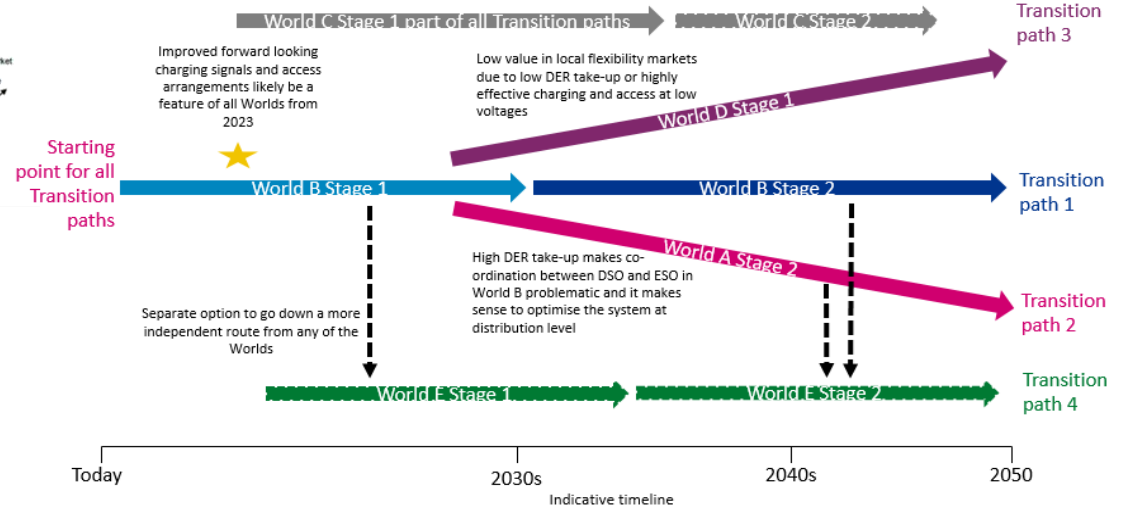 World C Stage 1 part of all Transition paths
World C Stage 2
Transition
path 3
Improved forward looking
charging signals and access
arrangements likely be a
feature of all Worlds from
2023
Low value in local flexibility markets
due to low DER take-up or highly
effective charging and access at low
voltages
World D Stage 1
Starting
point for all
Transition
paths
World B Stage 1
World B Stage 2
Transition
path 1
World A Stage 2
High DER take-up makes co-
ordination between DSO and ESO in
World B problematic and it makes
sense to optimise the system at
distribution level
Transition
path 2
Separate option to go down a more
independent route from any of the
Worlds
World E Stage 1
World E Stage 2
Transition
path 4
Today
2030s
2040s
2050
Indicative timeline